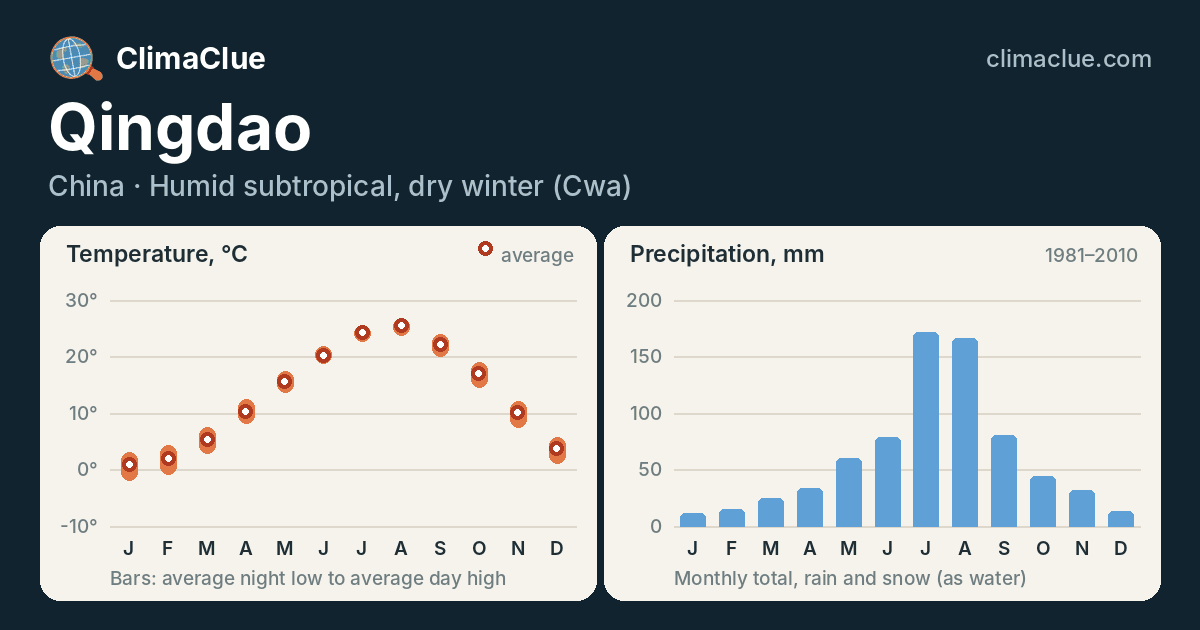 ClimaClue
climaclue.com
Qingdao
China · Humid subtropical, dry winter (Cwa)
Temperature, °C
average
30°
20°
10°
0°
-10°
J F M A M J J A S O N D
Bars: average night low to average day high
Precipitation, mm
1981–2010
200
150
100
50
0
J F M A M J J A S O N D
Monthly total, rain and snow (as water)